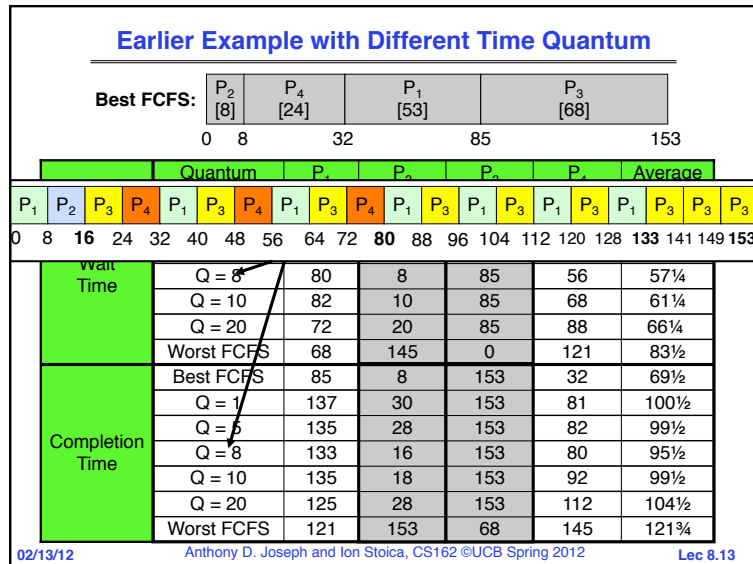 Earlier Example with Different Time Quantum
Best FCFS:
P2 [8] P4 [24] P1 [53] P3 [68]
0 8 32 85 153
Quantum Average
P1 P2 P3 P4 P1 P3 P4 P1 P3 P4 P1 P3 P1 P3 P1 P3 P1 P3 P3 P3
0 8 16 24 32 40 48 56 64 72 80 88 96 104 112 120 128 133 141 149 153
Wait Time
Q = 8 80 8 85 56 57¼
Q = 10 82 10 85 68 61¼
Q = 20 72 20 85 88 66¼
Worst FCFS 68 145 0 121 83½
Completion Time
Best FCFS 85 8 153 32 69½
Q = 1 137 30 153 81 100½
Q = 5 135 28 153 82 99½
Q = 8 133 16 153 80 95½
Q = 10 135 18 153 92 99½
Q = 20 125 28 153 112 104½
Worst FCFS 121 153 68 145 121¾
02/13/12 Anthony D. Joseph and Ion Stoica, CS162 ©UCB Spring 2012 Lec 8.13